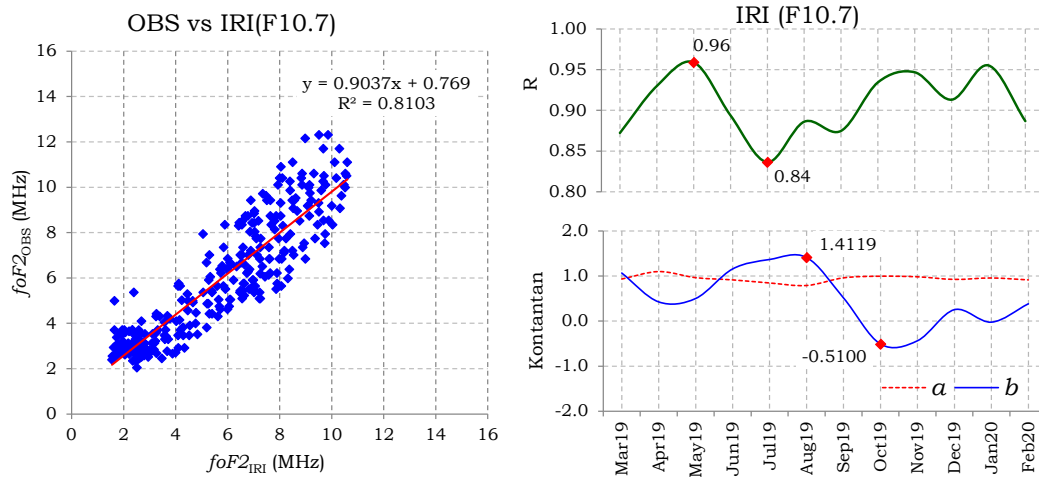 OBS vs IRI(F10.7)
y = 0.9037x + 0.769
R² = 0.8103
foF2OBS (MHz)
16
14
12
10
8
6
4
2
0
0 2 4 6 8 10 12 14 16
foF2IRI (MHz)
IRI (F10.7)
R
1.00
0.95
0.90
0.85
0.80
0.96
0.84
Kontantan
2.0
1.0
0.0
-1.0
-2.0
1.4119
-0.5100
a b
Mar19
Apr19
May19
Jun19
Jul19
Aug19
Sep19
Oct19
Nov19
Dec19
Jan20
Feb20